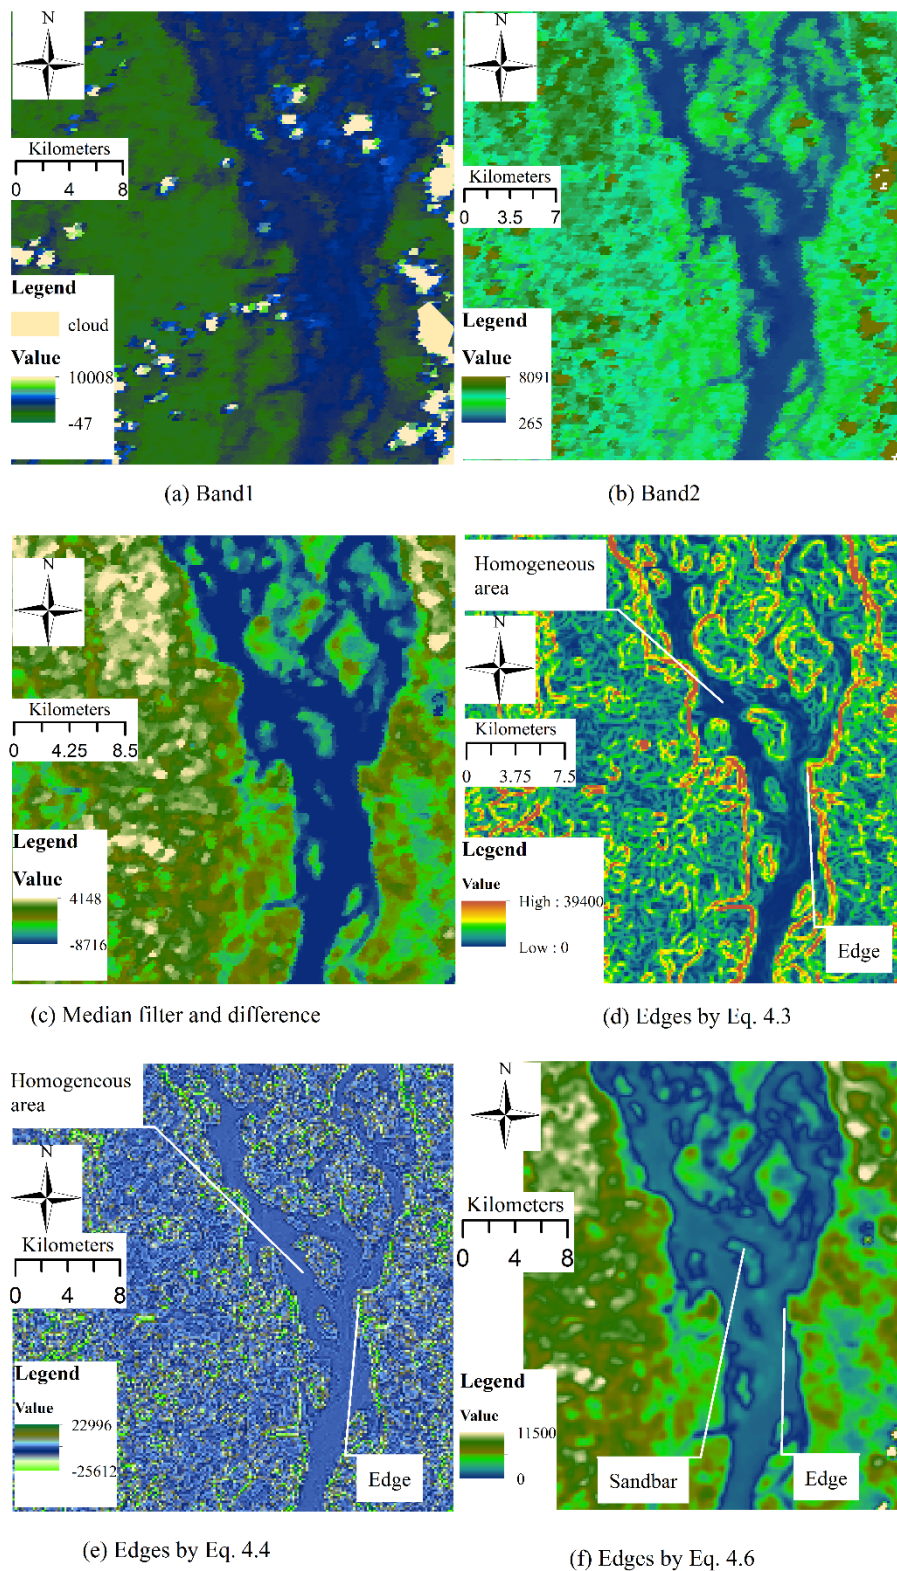 N
Kilometers
0 4 8
Legend
cloud
Value
10008
-47
(a) Band1
N
Kilometers
0 3.5 7
Legend
Value
8091
265
(b) Band2
N
Kilometers
0 4.25 8.5
Legend
Value
4148
-8716
(c) Median filter and difference
Homogeneous
area
N
Kilometers
0 3.75 7.5
Legend
Value
High : 39400
Low : 0
Edge
(d) Edges by Eq. 4.3
Homogeneous
area
N
Kilometers
0 4 8
Legend
Value
22996
-25612
Edge
(e) Edges by Eq. 4.4
N
Kilometers
0 4 8
Legend
Value
11500
0
Sandbar
Edge
(f) Edges by Eq. 4.6